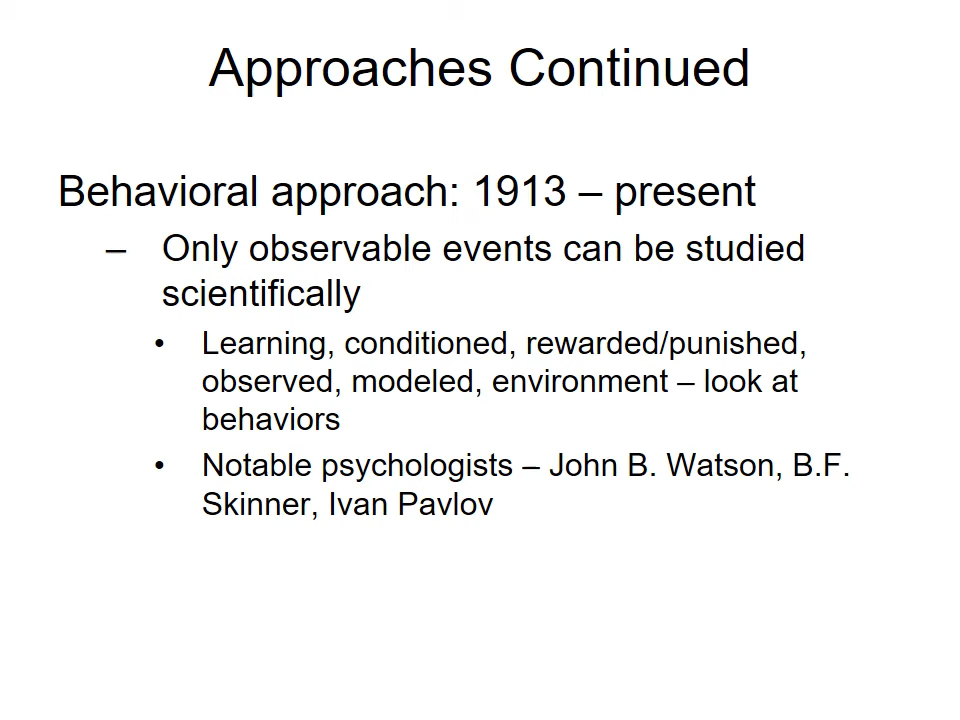 Approaches Continued
Behavioral approach: 1913 – present
– Only observable events can be studied
scientifically
• Learning, conditioned, rewarded/punished,
observed, modeled, environment – look at
behaviors
• Notable psychologists – John B. Watson, B.F.
Skinner, Ivan Pavlov